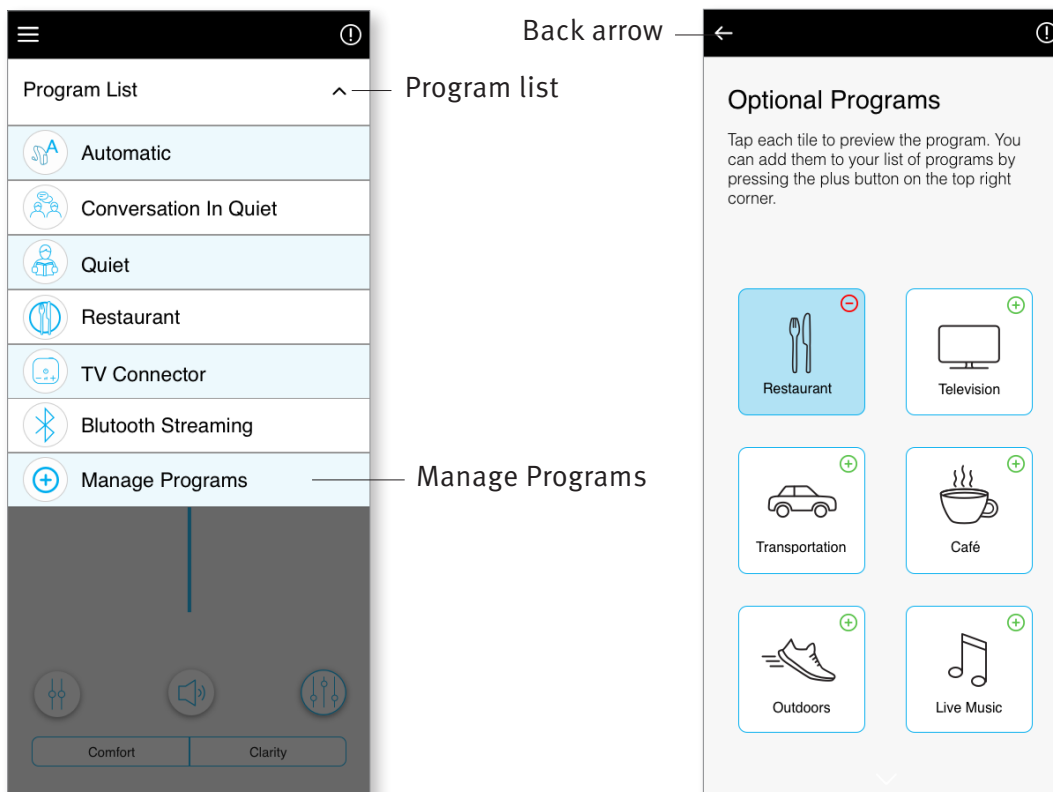 Program List
Automatic
A
Conversation In Quiet
Quiet
Restaurant
TV Connector
Blutooth Streaming
Manage Programs
Comfort
Clarity
Program list
Manage Programs
Back arrow
Optional Programs
Tap each tile to preview the program. You
can add them to your list of programs by
pressing the plus button on the top right
corner.
Restaurant
Television
Transportation
Café
Outdoors
Live Music